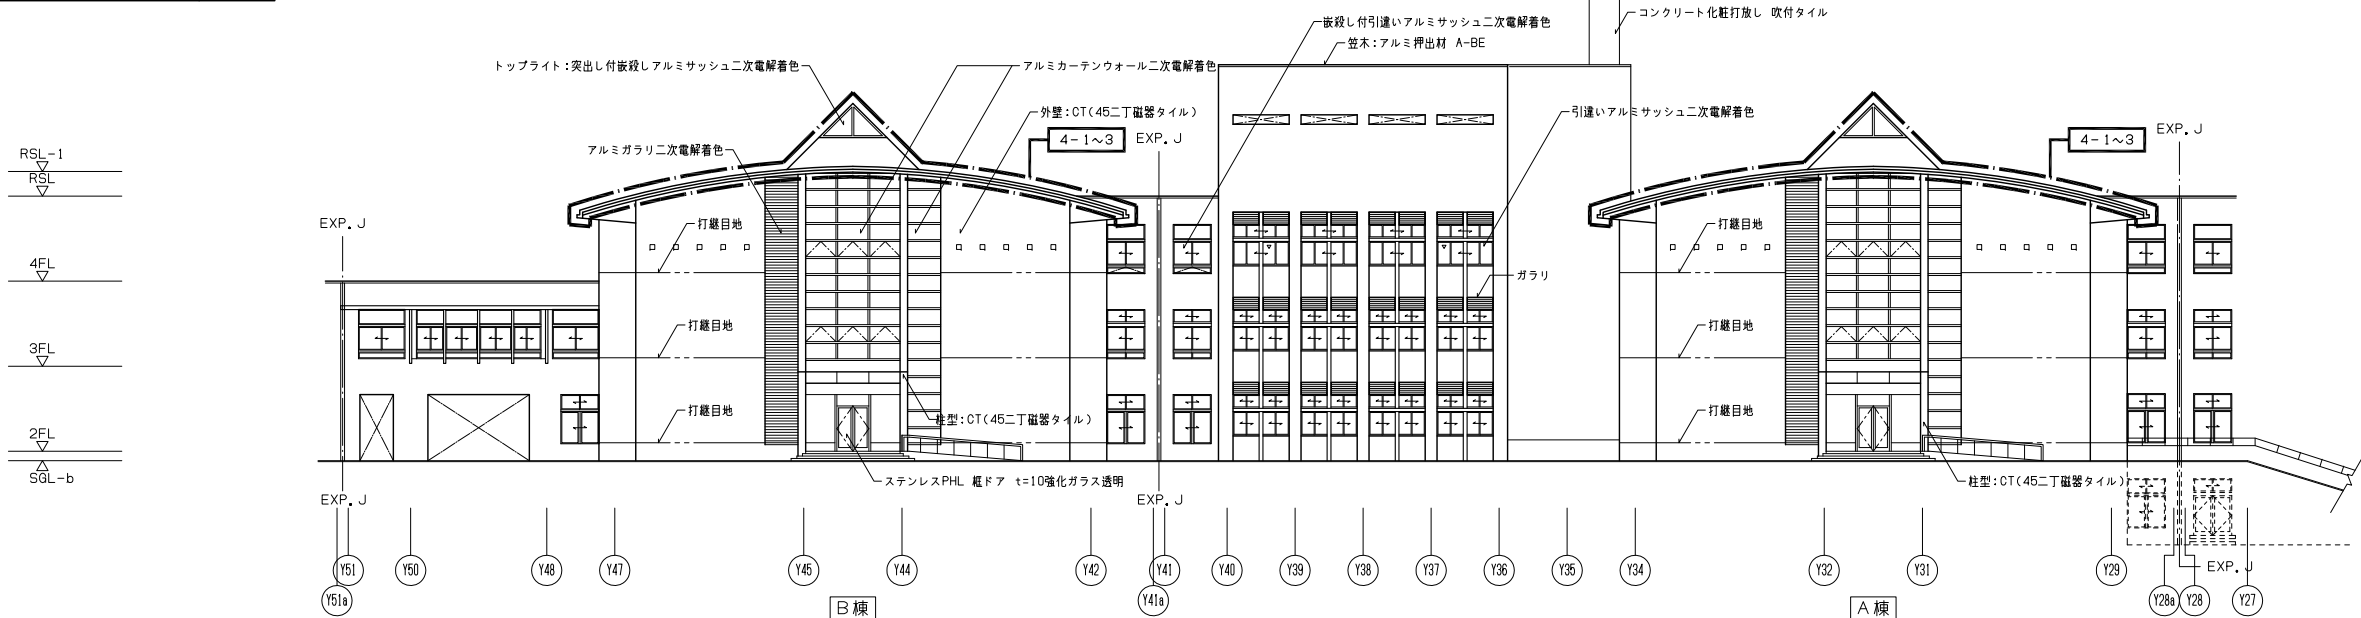 コンクリート化粧打放し 吹付タイル
嵌殺し付引違いアルミサッシュ二次電解着色
笠木：アルミ押出材 A-BE
トップライト：突出し付嵌殺しアルミサッシュ二次電解着色
アルミカーテンウォール二次電解着色
外壁：CT(45二丁磁器タイル)
引違いアルミサッシュ二次電解着色
4-1～3
EXP.J
EXP.J
4-1～3
アルミガラリ二次電解着色
RSL-1
RSL
EXP.J
打継目地
打継目地
4FL
ガラリ
打継目地
打継目地
3FL
打継目地
打継目地
柱型：CT(45二丁磁器タイル)
2FL
SGL-b
ステンレスPHL 框ドア t=10強化ガラス透明
柱型：CT(45二丁磁器タイル)
EXP.J
EXP.J
EXP.J
Y51 Y50 Y48 Y47 Y45 Y44 Y42 Y41 Y40 Y39 Y38 Y37 Y36 Y35 Y34 Y32 Y31 Y29
Y51a Y41a Y28a Y28 Y27
B棟 A棟